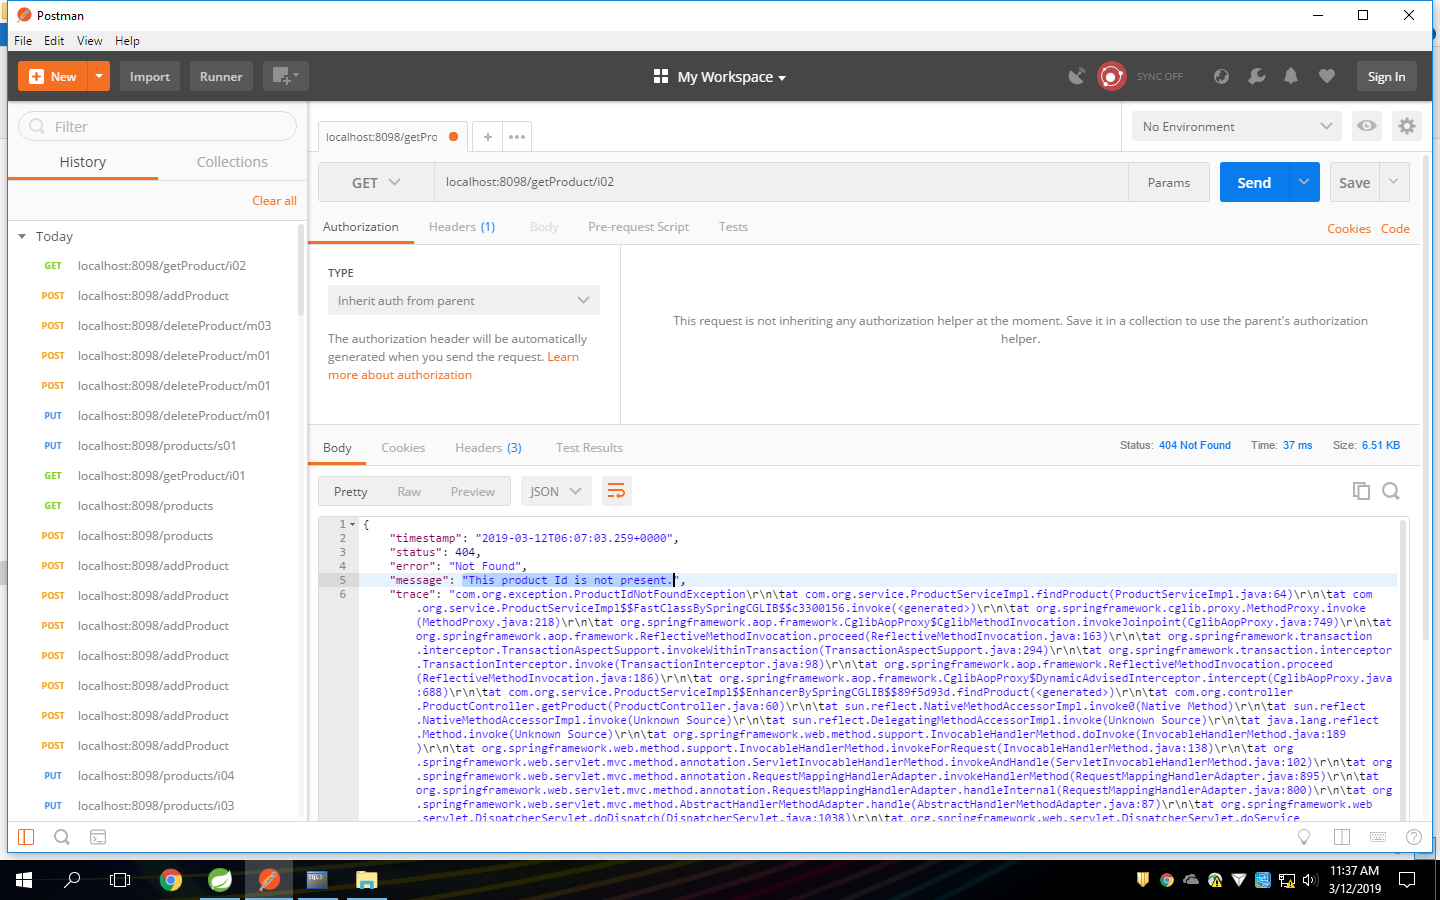 Postman
File Edit View Help
New Import Runner My Workspace SYNC OFF Sign In
Filter
History Collections
Clear all
Today
GET localhost:8098/getProduct/i02
POST localhost:8098/addProduct
POST localhost:8098/deleteProduct/m03
POST localhost:8098/deleteProduct/m01
POST localhost:8098/deleteProduct/m01
PUT localhost:8098/deleteProduct/m01
PUT localhost:8098/products/s01
GET localhost:8098/getProduct/i01
GET localhost:8098/products
POST localhost:8098/products
POST localhost:8098/addProduct
POST localhost:8098/addProduct
POST localhost:8098/addProduct
POST localhost:8098/addProduct
POST localhost:8098/addProduct
POST localhost:8098/addProduct
POST localhost:8098/addProduct
PUT localhost:8098/products/i04
PUT localhost:8098/products/i03
localhost:8098/getPro + ••• No Environment
GET localhost:8098/getProduct/i02 Params Send Save
Authorization Headers (1) Body Pre-request Script Tests Cookies Code
TYPE
Inherit auth from parent
The authorization header will be automatically
generated when you send the request. Learn
more about authorization
This request is not inheriting any authorization helper at the moment. Save it in a collection to use the parent's authorization
helper.
Body Cookies Headers (3) Test Results Status: 404 Not Found Time: 37 ms Size: 6.51 KB
Pretty Raw Preview JSON
1 {
2 "timestamp": "2019-03-12T06:07:03.259+0000",
3 "status": 404,
4 "error": "Not Found",
5 "message": "This product Id is not present.",
6 "trace": "com.org.exception.ProductIdNotFoundException\r\n\tat com.org.service.ProductServiceImpl.findProduct(ProductServiceImpl.java:64)\r\n\tat com
.org.service.ProductServiceImpl$$FastClassBySpringCGLIB$$c3300156.invoke(<generated>)\r\n\tat org.springframework.cglib.proxy.MethodProxy.invoke
(MethodProxy.java:218)\r\n\tat org.springframework.aop.framework.CglibAopProxy$CglibMethodInvocation.invokeJoinpoint(CglibAopProxy.java:749)\r\n\tat
org.springframework.aop.framework.ReflectiveMethodInvocation.proceed(ReflectiveMethodInvocation.java:163)\r\n\tat org.springframework.transaction
.interceptor.TransactionAspectSupport.invokeWithinTransaction(TransactionAspectSupport.java:294)\r\n\tat org.springframework.transaction.interceptor
.TransactionInterceptor.invoke(TransactionInterceptor.java:98)\r\n\tat org.springframework.aop.framework.ReflectiveMethodInvocation.proceed
(ReflectiveMethodInvocation.java:186)\r\n\tat org.springframework.aop.framework.CglibAopProxy$DynamicAdvisedInterceptor.intercept(CglibAopProxy.java
:688)\r\n\tat com.org.service.ProductServiceImpl$$EnhancerBySpringCGLIB$$89f5d93d.findProduct(<generated>)\r\n\tat com.org.controller
.ProductController.getProduct(ProductController.java:60)\r\n\tat sun.reflect.NativeMethodAccessorImpl.invoke0(Native Method)\r\n\tat sun.reflect
.NativeMethodAccessorImpl.invoke(Unknown Source)\r\n\tat sun.reflect.DelegatingMethodAccessorImpl.invoke(Unknown Source)\r\n\tat java.lang.reflect
.Method.invoke(Unknown Source)\r\n\tat org.springframework.web.method.support.InvocableHandlerMethod.doInvoke(InvocableHandlerMethod.java:189
)\r\n\tat org.springframework.web.method.support.InvocableHandlerMethod.invokeForRequest(InvocableHandlerMethod.java:138)\r\n\tat org
.springframework.web.servlet.mvc.method.annotation.ServletInvocableHandlerMethod.invokeAndHandle(ServletInvocableHandlerMethod.java:102)\r\n\tat org
.springframework.web.servlet.mvc.method.annotation.RequestMappingHandlerAdapter.invokeHandlerMethod(RequestMappingHandlerAdapter.java:895)\r\n\tat
org.springframework.web.servlet.mvc.method.annotation.RequestMappingHandlerAdapter.handleInternal(RequestMappingHandlerAdapter.java:800)\r\n\tat org
.springframework.web.servlet.mvc.method.AbstractHandlerMethodAdapter.handle(AbstractHandlerMethodAdapter.java:87)\r\n\tat org.springframework.web
.servlet.DispatcherServlet.doDispatch(DispatcherServlet.java:1038)\r\n\tat org.springframework.web.servlet.DispatcherServlet.doService
SQL>
11:37 AM
3/12/2019